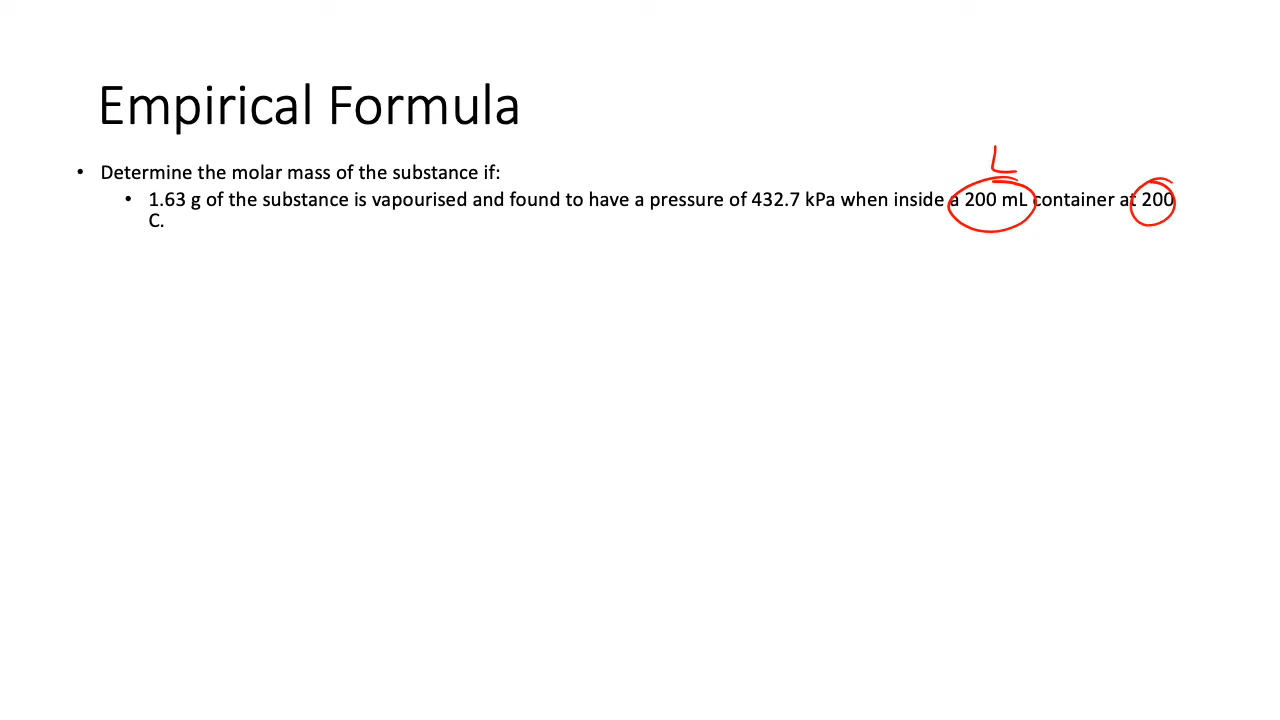 Empirical Formula
L
• Determine the molar mass of the substance if:
• 1.63 g of the substance is vapourised and found to have a pressure of 432.7 kPa when inside a 200 mL container at 200
C.